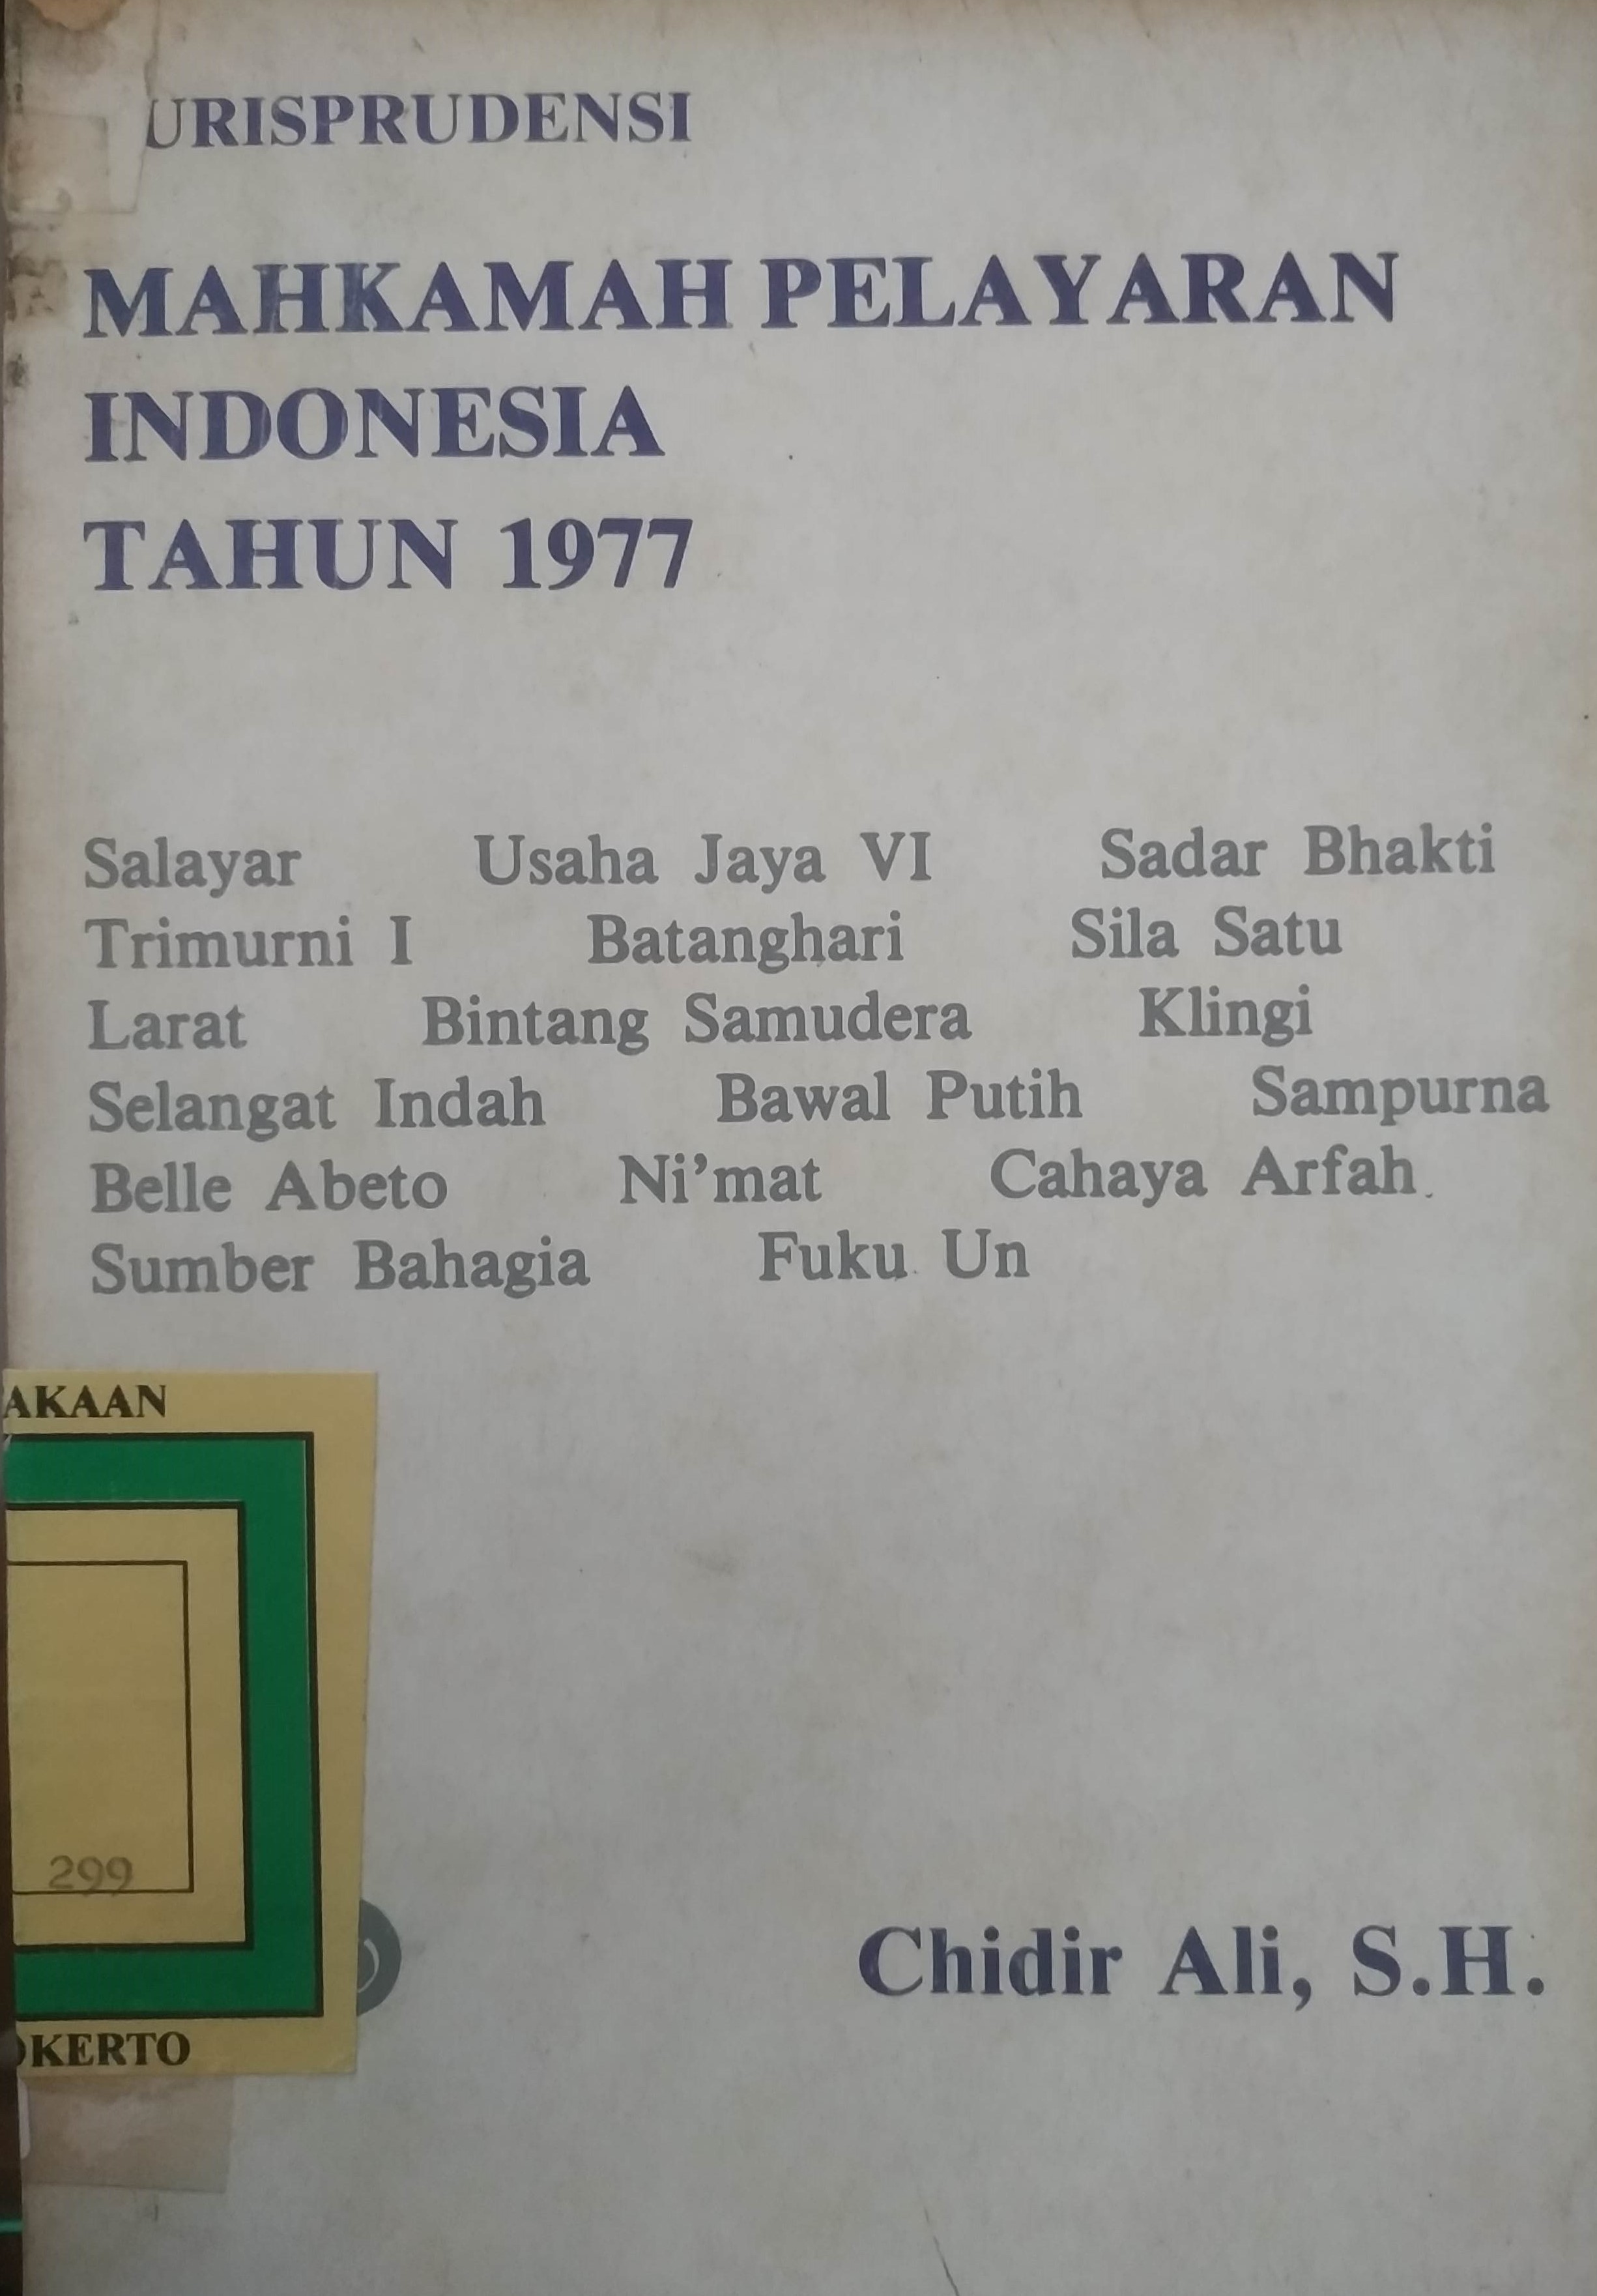 URISPRUDENSI
MAHKAMAH PELAYARAN
INDONESIA
TAHUN 1977
Salayar Usaha Jaya VI Sadar Bhakti
Trimurni I Batanghari Sila Satu
Larat Bintang Samudera Klingi
Selangat Indah Bawal Putih Sampurna
Belle Abeto Ni'mat Cahaya Arfah
Sumber Bahagia Fuku Un
AKAAN
299
OKERTO
Chidir Ali, S.H.